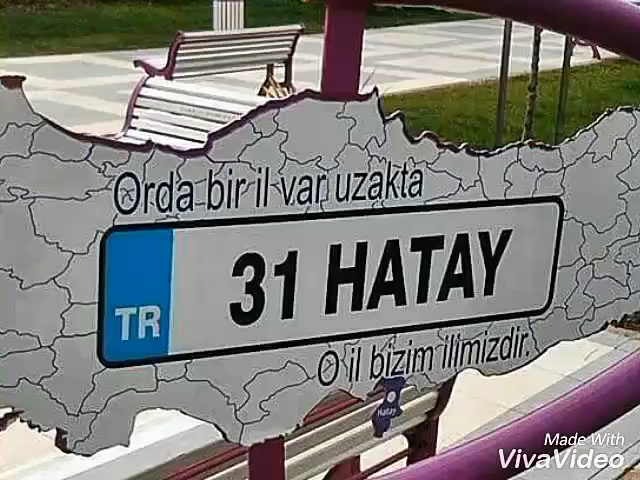 Orda bir il var uzakta
TR 31 HATAY
O il bizim ilimizdir.
Hatay
Made With
VivaVideo